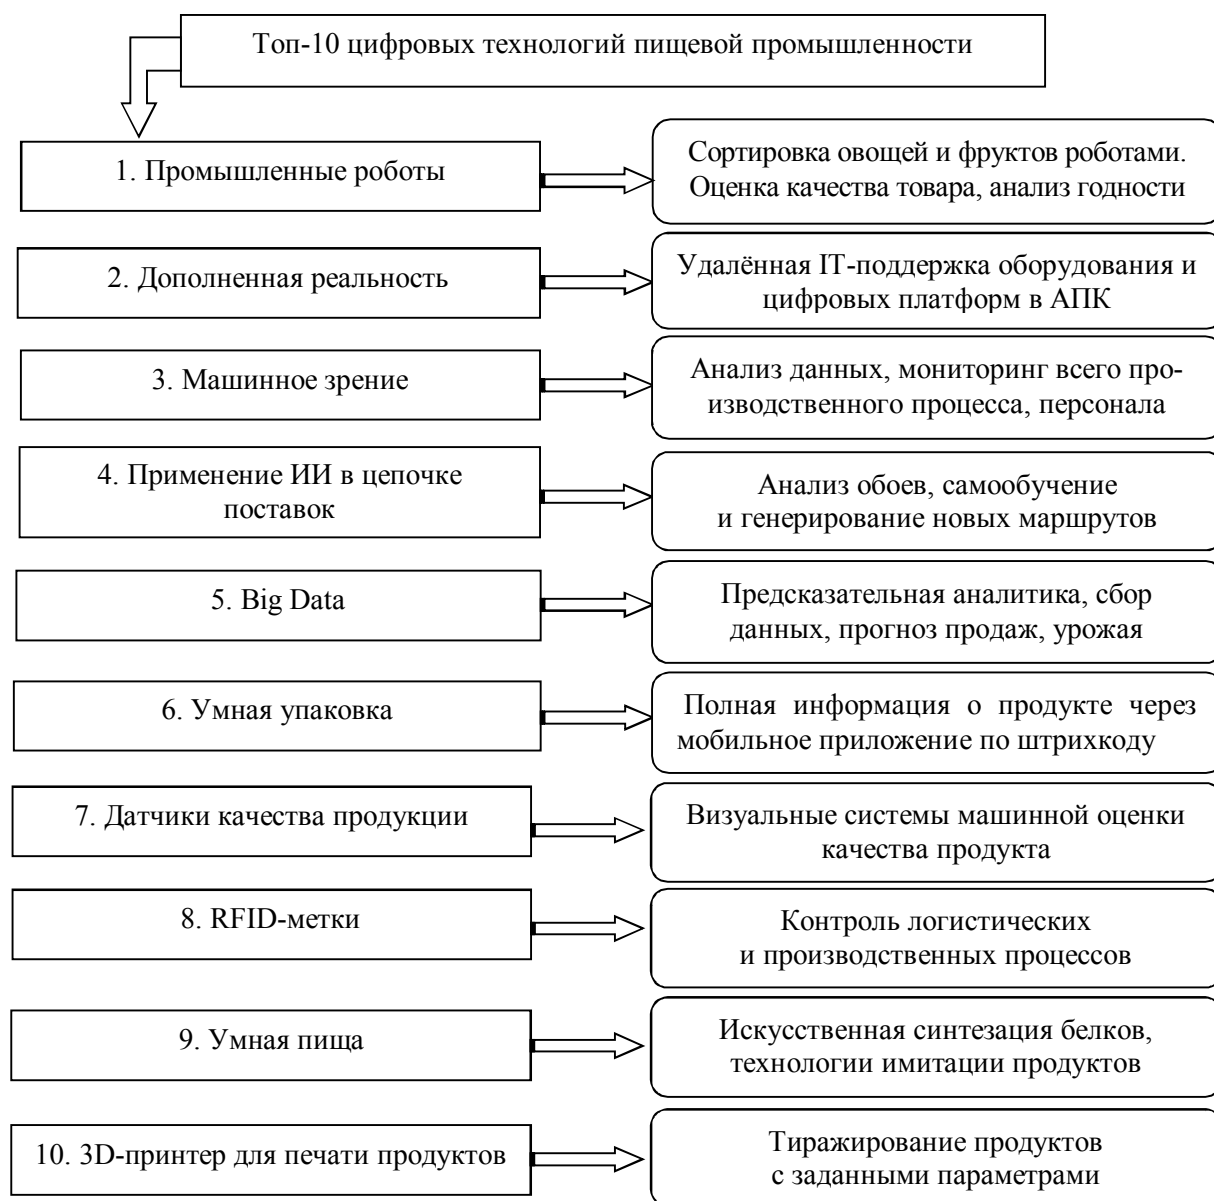 Топ-10 цифровых технологий пищевой промышленности
1. Промышленные роботы
Сортировка овощей и фруктов роботами.
Оценка качества товара, анализ годности
2. Дополненная реальность
Удалённая IT-поддержка оборудования и
цифровых платформ в АПК
3. Машинное зрение
Анализ данных, мониторинг всего про-
изводственного процесса, персонала
4. Применение ИИ в цепочке
поставок
Анализ обоев, самообучение
и генерирование новых маршрутов
5. Big Data
Предсказательная аналитика, сбор
данных, прогноз продаж, урожая
6. Умная упаковка
Полная информация о продукте через
мобильное приложение по штрихкоду
7. Датчики качества продукции
Визуальные системы машинной оценки
качества продукта
8. RFID-метки
Контроль логистических
и производственных процессов
9. Умная пища
Искусственная синтезация белков,
технологии имитации продуктов
10. 3D-принтер для печати продуктов
Тиражирование продуктов
с заданными параметрами